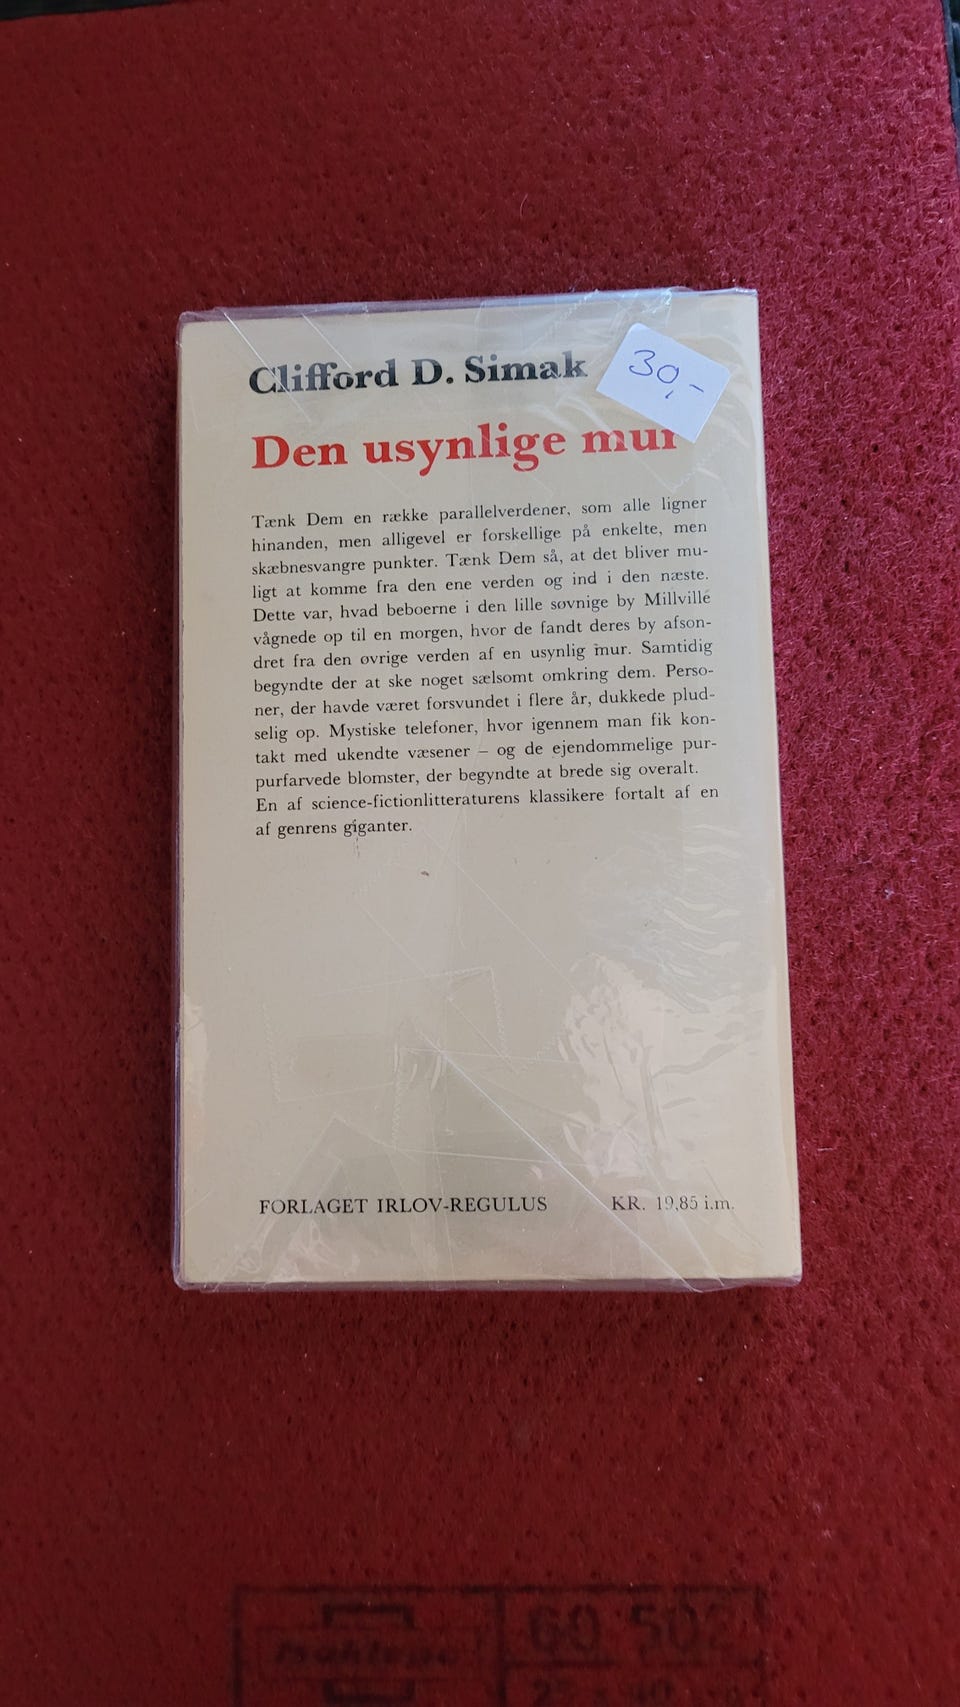 Clifford D. Simak
30,-
Den usynlige mur
Tænk Dem en række parallelverdener, som alle ligner
hinanden, men alligevel er forskellige på enkelte, men
skæbnesvangre punkter. Tænk Dem så, at det bliver mu-
ligt at komme fra den ene verden og ind i den næste.
Dette var, hvad beboerne i den lille søvnige by Millville
vågnede op til en morgen, hvor de fandt deres by afson-
dret fra den øvrige verden af en usynlig mur. Samtidig
begyndte der at ske noget sælsomt omkring dem. Perso-
ner, der havde været forsvundet i flere år, dukkede plud-
selig op. Mystiske telefoner, hvor igennem man fik kon-
takt med ukendte væsener – og de ejendommelige pur-
purfarvede blomster, der begyndte at brede sig overalt.
En af science-fictionlitteraturens klassikere fortalt af en
af genrens giganter.
FORLAGET IRLOV-REGULUS KR. 19,85 i.m.
60 502